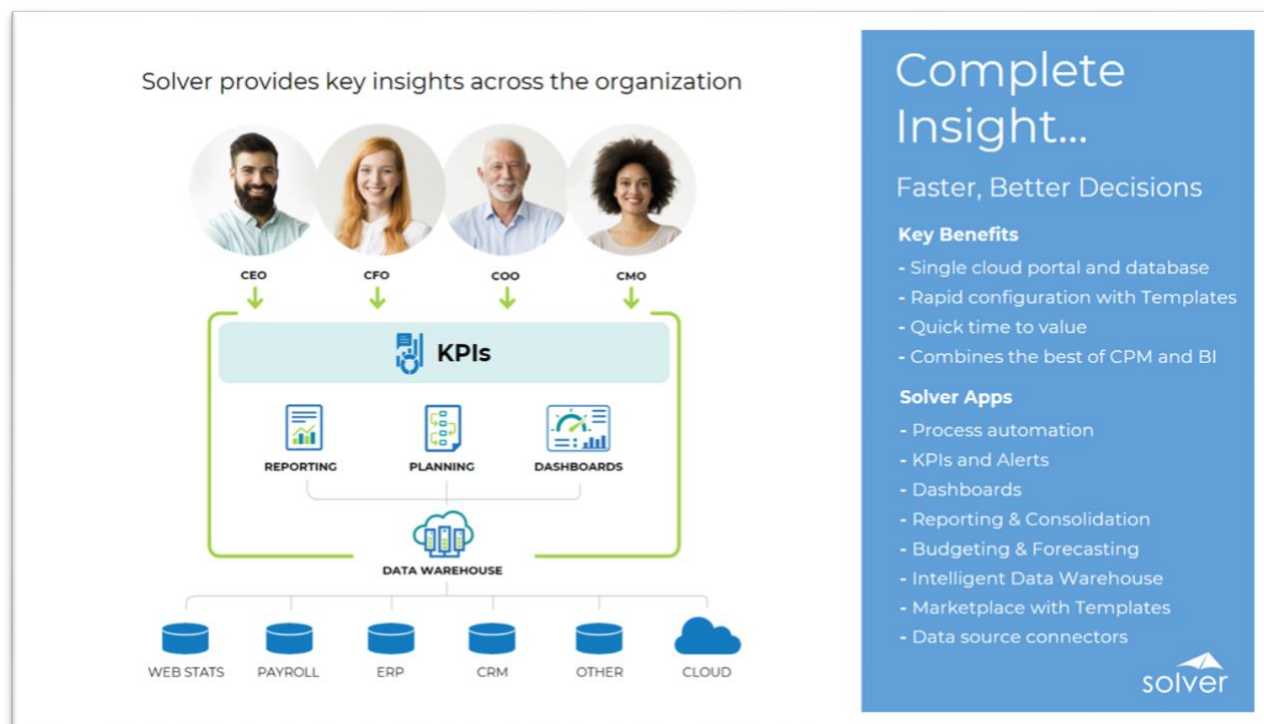 Solver provides key insights across the organization
CEO
CFO
COO
CMO
KPIs
REPORTING
PLANNING
DASHBOARDS
DATA WAREHOUSE
WEB STATS
PAYROLL
ERP
CRM
OTHER
CLOUD
Complete
Insight...
Faster, Better Decisions
Key Benefits
- Single cloud portal and database
- Rapid configuration with Templates
- Quick time to value
- Combines the best of CPM and BI
Solver Apps
- Process automation
- KPIs and Alerts
- Dashboards
- Reporting & Consolidation
- Budgeting & Forecasting
- Intelligent Data Warehouse
- Marketplace with Templates
- Data source connectors
solver